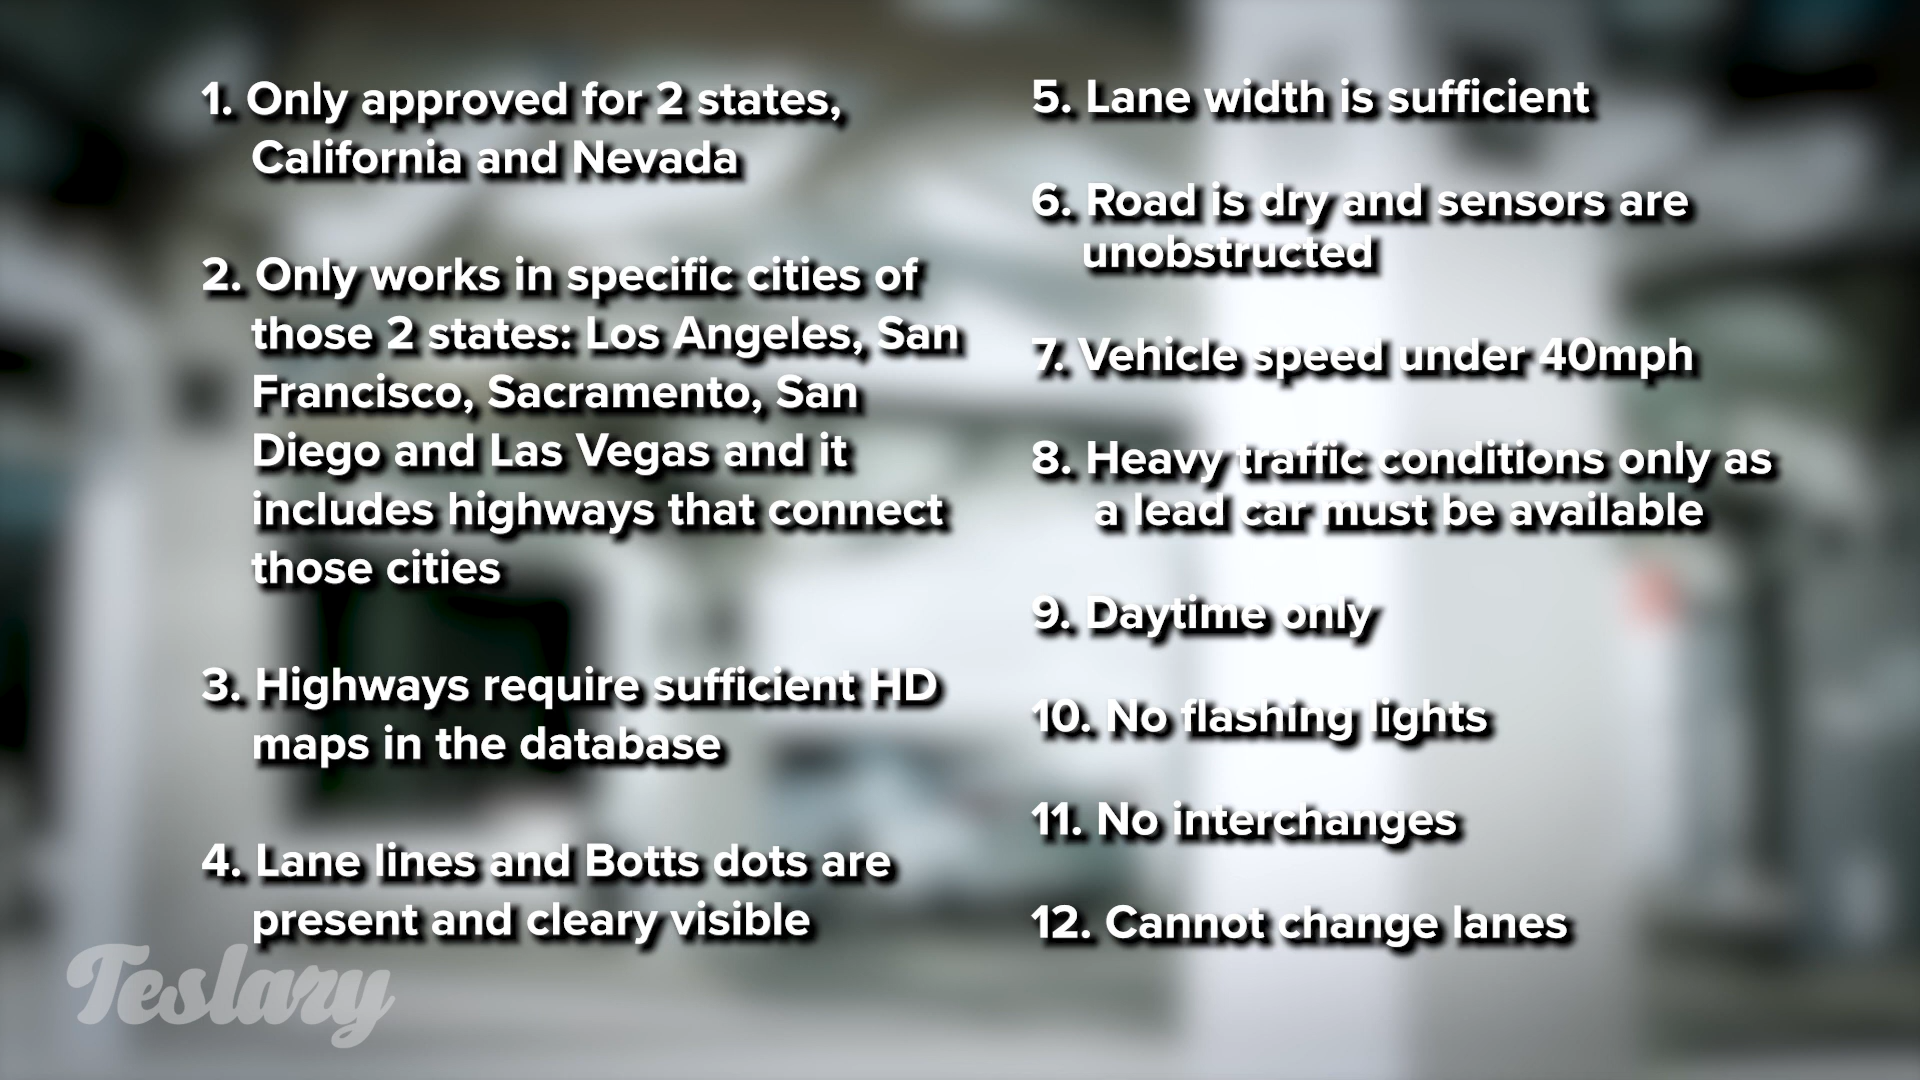 1. Only approved for 2 states,
California and Nevada
2. Only works in specific cities of
those 2 states: Los Angeles, San
Francisco, Sacramento, San
Diego and Las Vegas and it
includes highways that connect
those cities
3. Highways require sufficient HD
maps in the database
4. Lane lines and Botts dots are
present and cleary visible
5. Lane width is sufficient
6. Road is dry and sensors are
unobstructed
7. Vehicle speed under 40mph
8. Heavy traffic conditions only as
a lead car must be available
9. Daytime only
10. No flashing lights
11. No interchanges
12. Cannot change lanes
Teslary